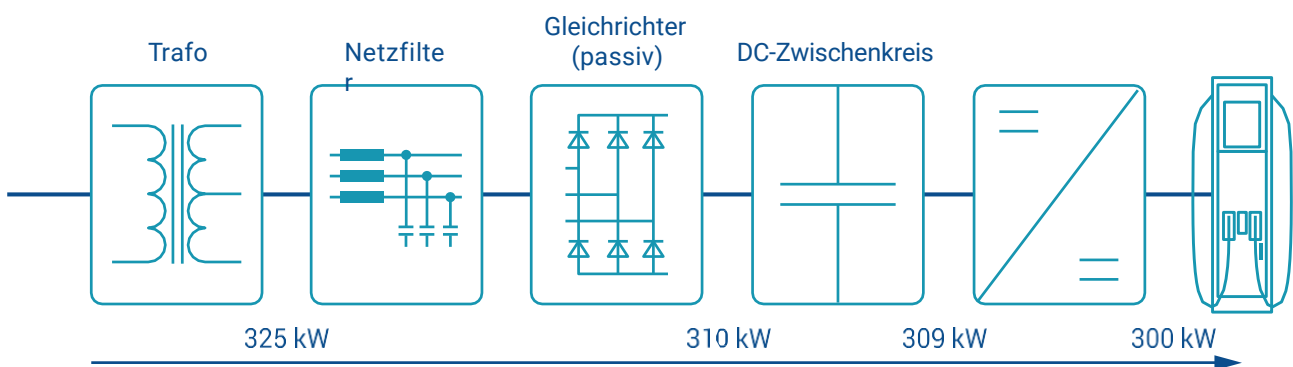 Gleichrichter
(passiv)
Trafo
Netzfilte
r
DC-Zwischenkreis
325 kW
310 kW
309 kW
300 kW